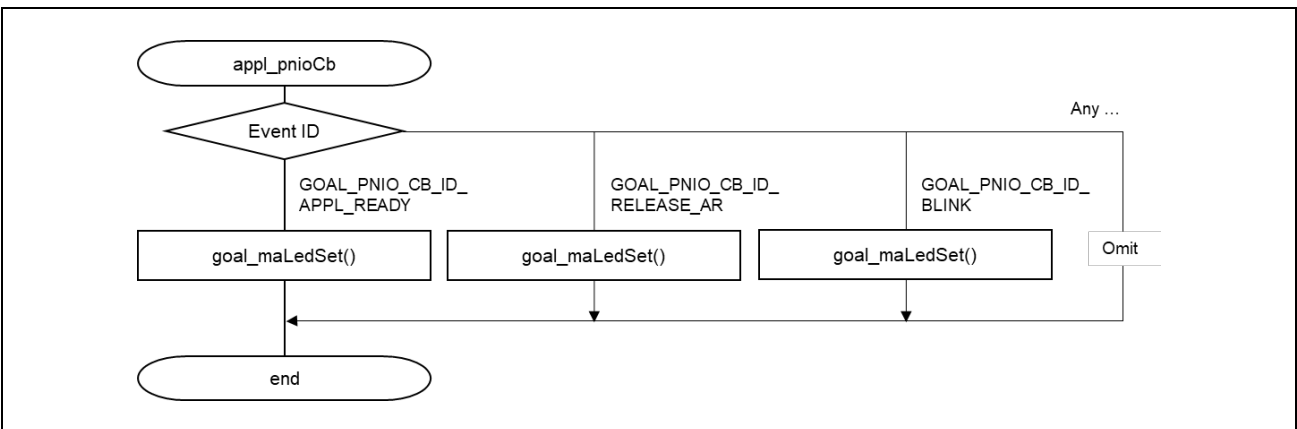 appl_pnioCb
Event ID
Any …
GOAL_PNIO_CB_ID_
APPL_READY
GOAL_PNIO_CB_ID_
RELEASE_AR
GOAL_PNIO_CB_ID_
BLINK
goal_maLedSet()
goal_maLedSet()
goal_maLedSet()
Omit
end